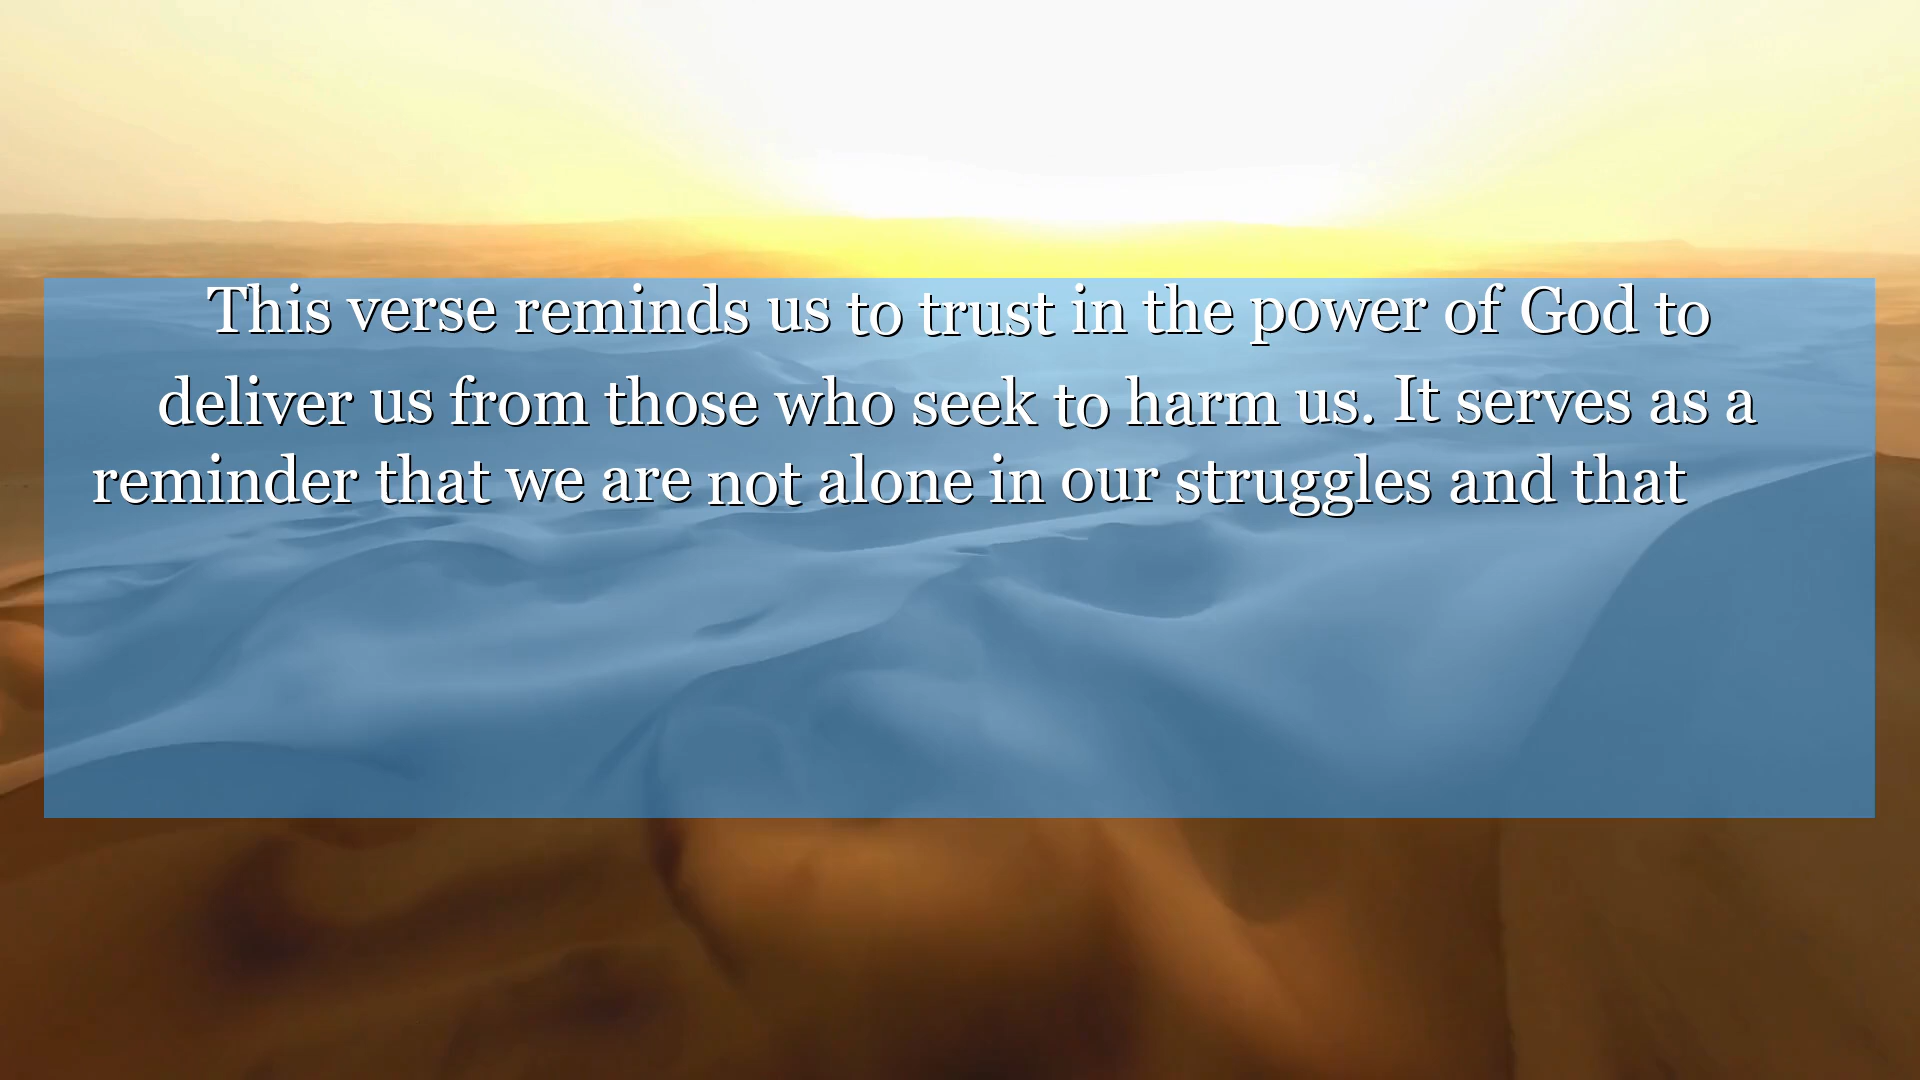 This verse reminds us to trust in the power of God to
deliver us from those who seek to harm us. It serves as a
reminder that we are not alone in our struggles and that